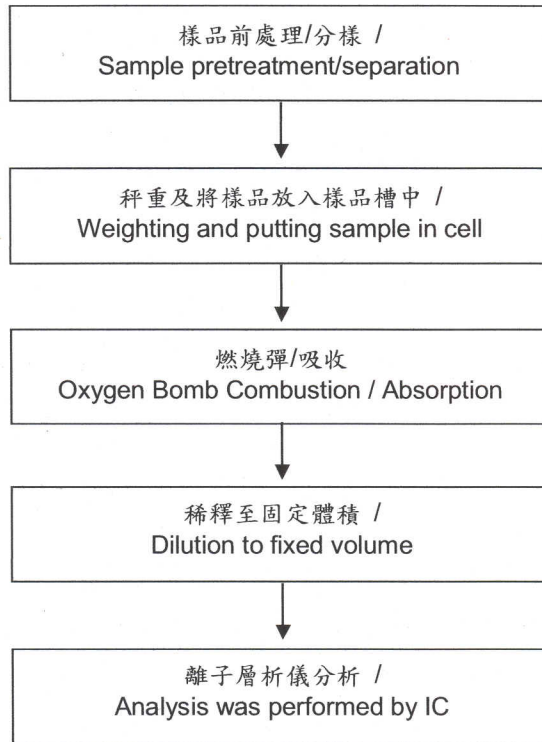 樣品前處理/分樣 /
Sample pretreatment/separation
秤重及將樣品放入樣品槽中 /
Weighting and putting sample in cell
燃燒彈/吸收
Oxygen Bomb Combustion / Absorption
稀釋至固定體積 /
Dilution to fixed volume
離子層析儀分析 /
Analysis was performed by IC